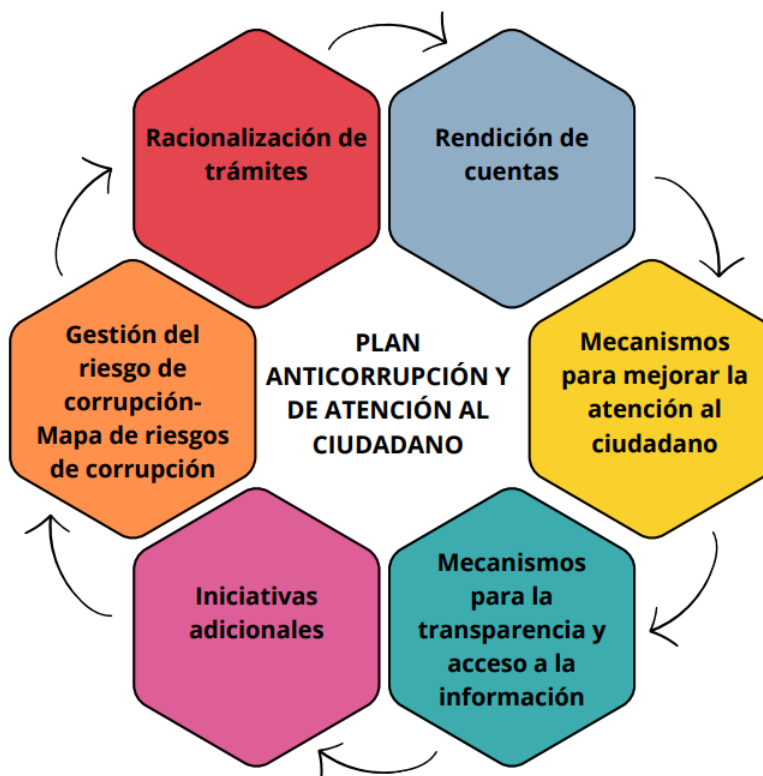 Racionalización de
trámites
Rendición de
cuentas
Gestión del
riesgo de
corrupción-
Mapa de riesgos
de corrupción
PLAN
ANTICORRUPCIÓN Y
DE ATENCIÓN AL
CIUDADANO
Mecanismos
para mejorar la
atención al
ciudadano
Iniciativas
adicionales
Mecanismos
para la
transparencia y
acceso a la
información